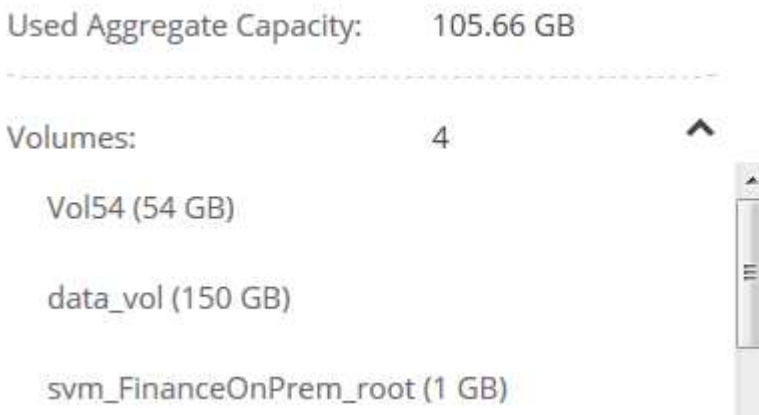 Used Aggregate Capacity: 105.66 GB
Volumes: 4
Vol54 (54 GB)
data_vol (150 GB)
svm_FinanceOnPrem_root (1 GB)